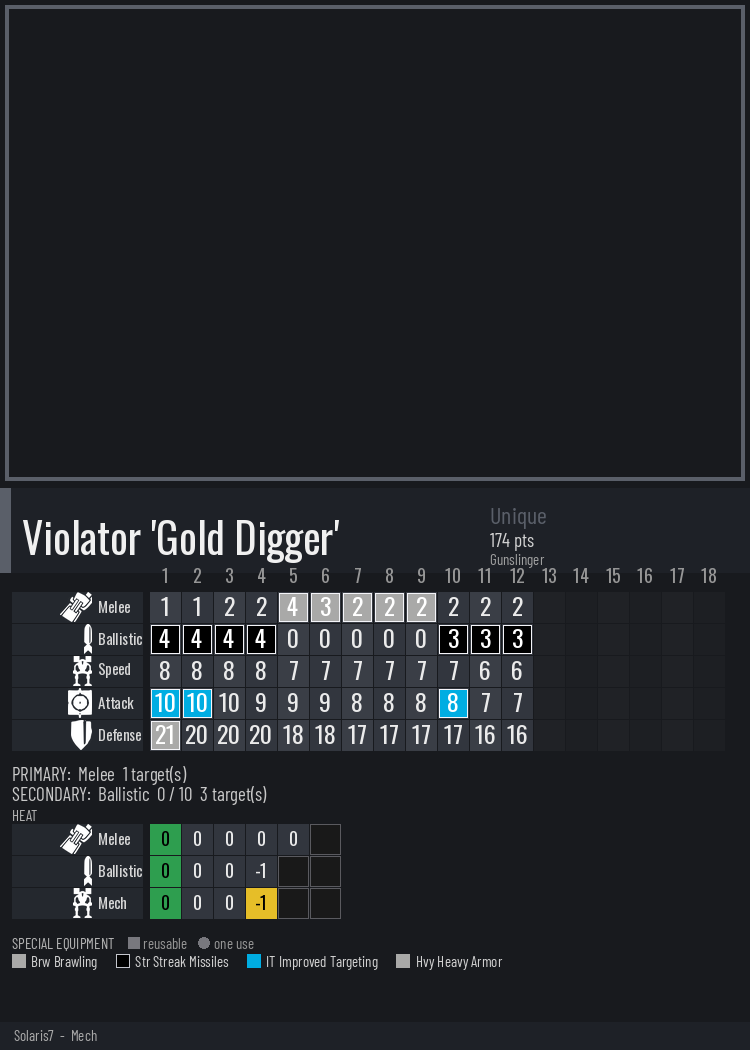 Violator 'Gold Digger'
Unique
174 pts
Gunslinger
1 2 3 4 5 6 7 8 9 10 11 12 13 14 15 16 17 18
Melee 1 1 2 2 4 3 2 2 2 2 2 2
Ballistic 4 4 4 4 0 0 0 0 0 3 3 3
Speed 8 8 8 8 7 7 7 7 7 7 6 6
Attack 10 10 10 9 9 9 8 8 8 8 7 7
Defense 21 20 20 20 18 18 17 17 17 17 16 16
PRIMARY: Melee 1 target(s)
SECONDARY: Ballistic 0 / 10 3 target(s)
HEAT
Melee 0 0 0 0 0
Ballistic 0 0 0 -1
Mech 0 0 0 -1
SPECIAL EQUIPMENT reusable one use
Brw Brawling Str Streak Missiles IT Improved Targeting Hvy Heavy Armor
Solaris7 - Mech